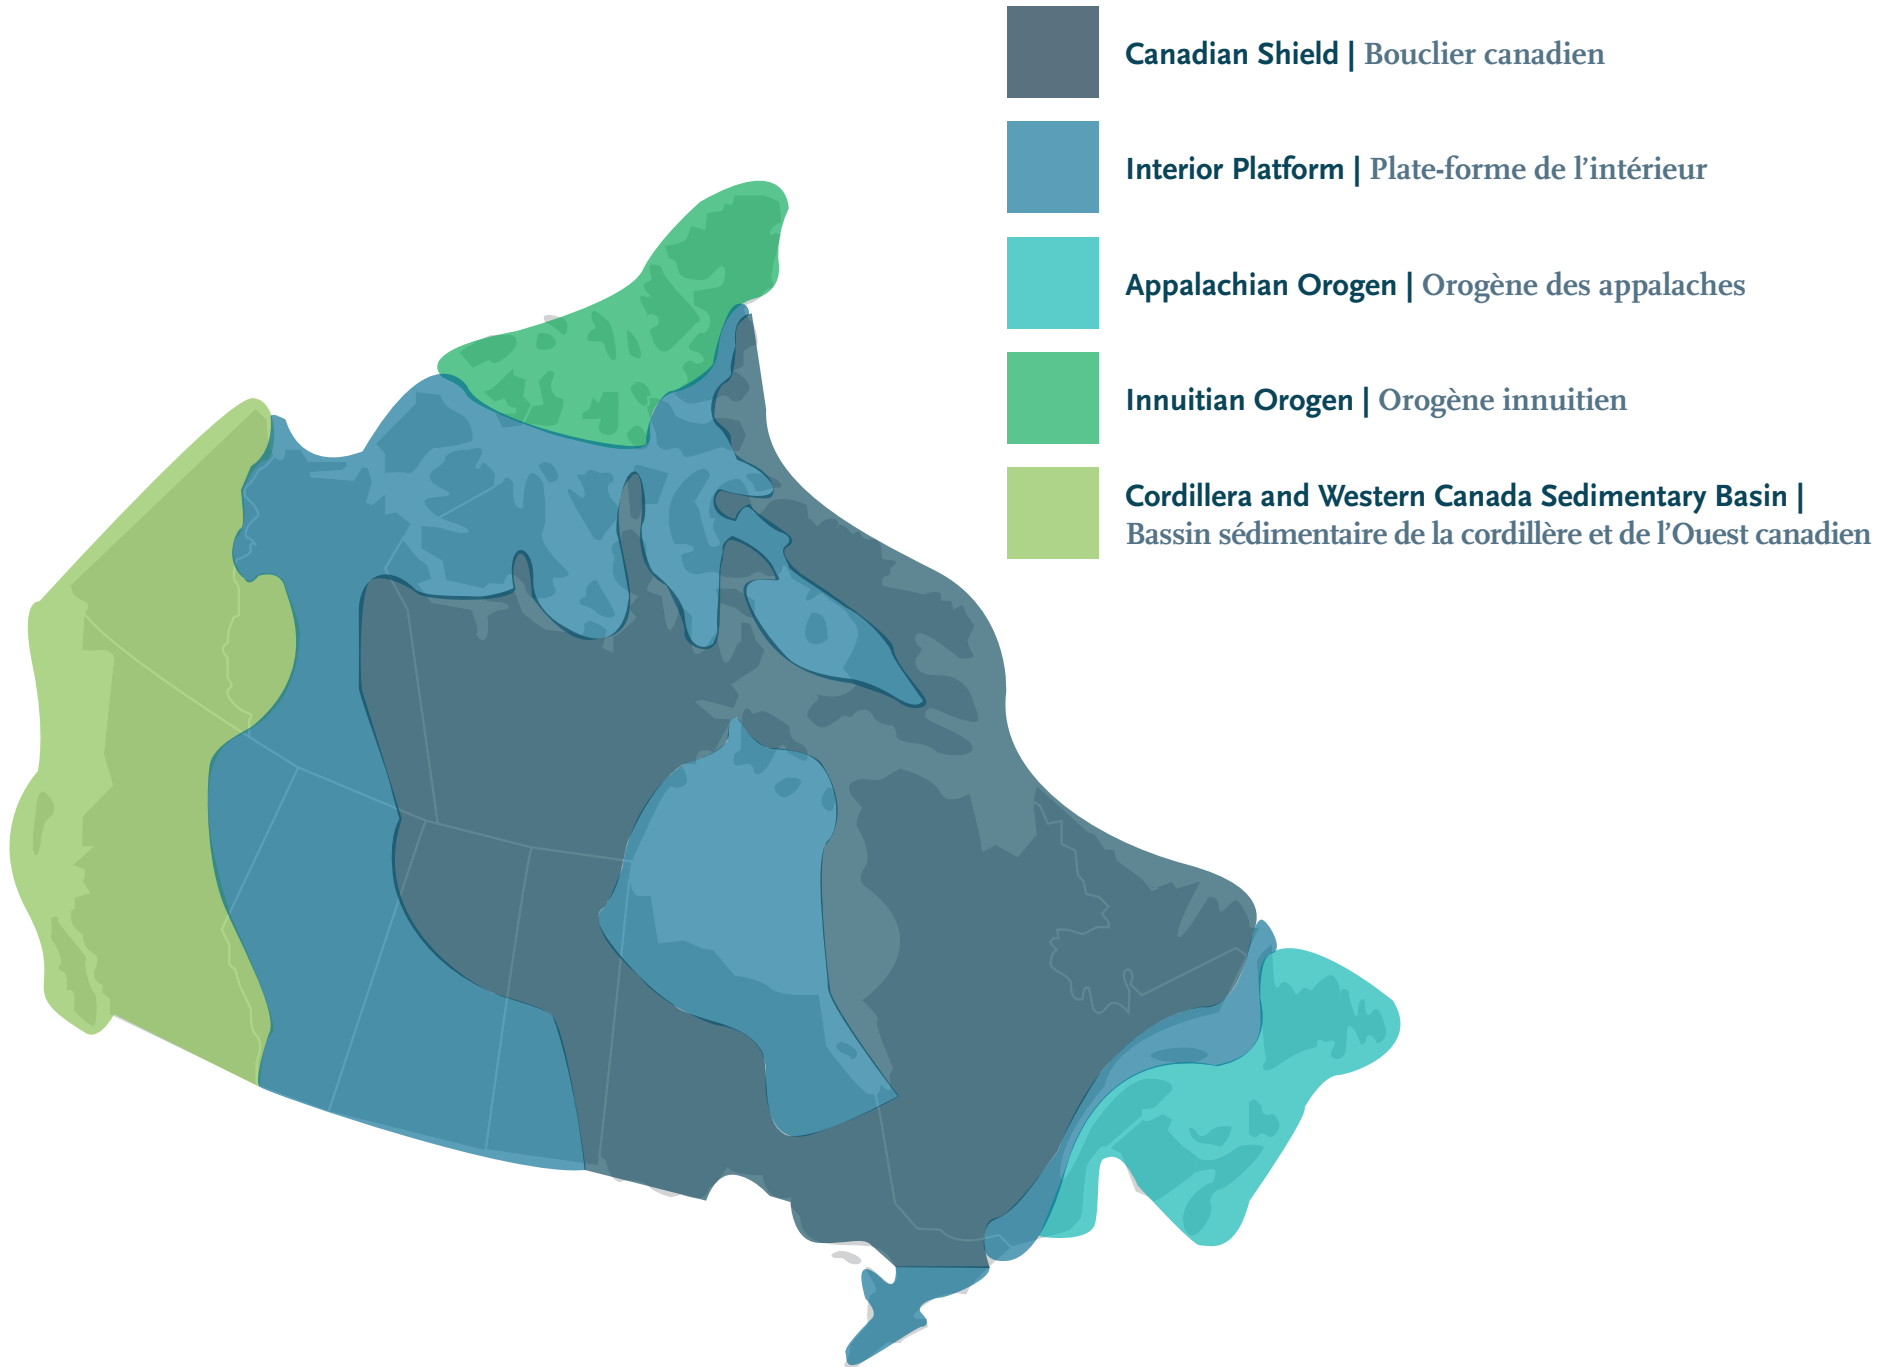 Canadian Shield | Bouclier canadien
Interior Platform | Plate-forme de l’intérieur
Appalachian Orogen | Orogène des appalaches
Innuitian Orogen | Orogène innuitien
Cordillera and Western Canada Sedimentary Basin |
Bassin sédimentaire de la cordillère et de l’Ouest canadien